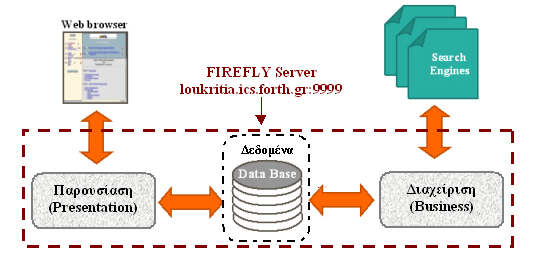 Web browser
Search
Engines
FIREFLY Server
loukritia.ics.forth.gr:9999
Δεδομένα
Data Base
Παρουσίαση
(Presentation)
Διαχείριση
(Business)